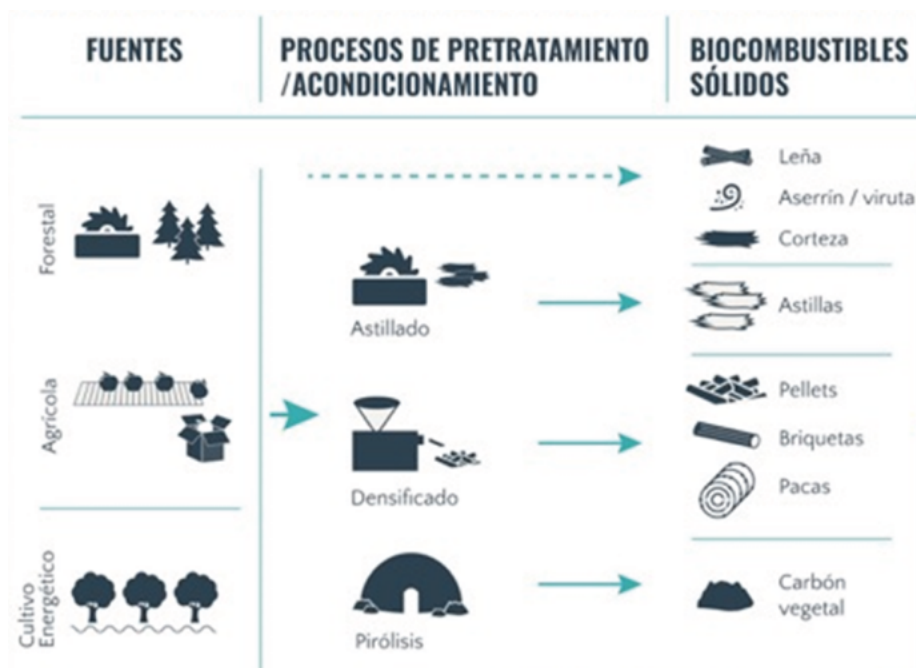 FUENTES
PROCESOS DE PRETRATAMIENTO
/ACONDICIONAMIENTO
BIOCOMBUSTIBLES
SÓLIDOS
Forestal
Agrícola
Cultivo
Energético
Astillado
Densificado
Pirólisis
Leña
Aserrín / viruta
Corteza
Astillas
Pellets
Briquetas
Pacas
Carbón
vegetal